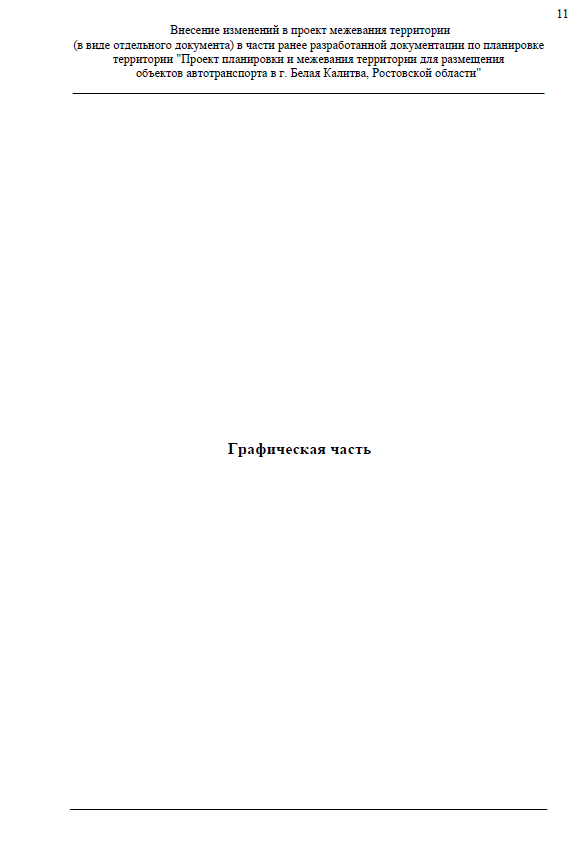 11
Внесение изменений в проект межевания территории
(в виде отдельного документа) в части ранее разработанной документации по планировке
территории "Проект планировки и межевания территории для размещения
объектов автотранспорта в г. Белая Калитва, Ростовской области"
Графическая часть